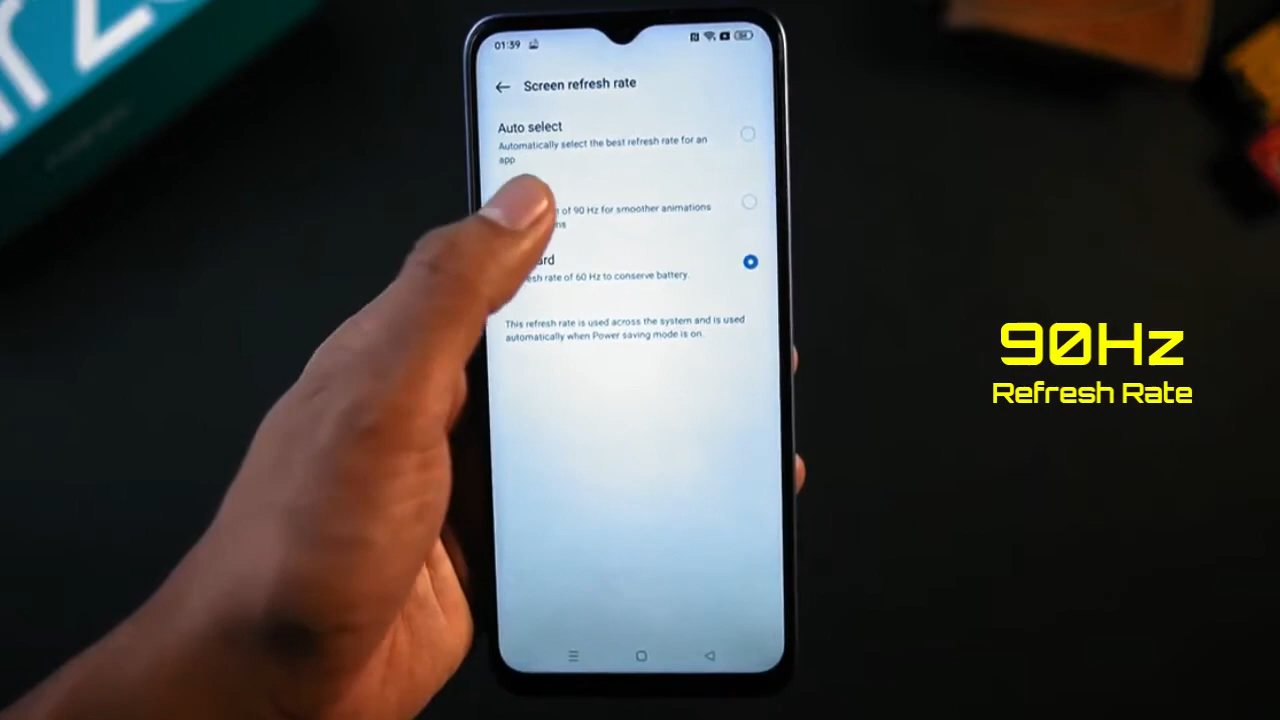 01:39
Screen refresh rate
Auto select
Automatically select the best refresh rate for an
app
of 90 Hz for smoother animations
rate of 60 Hz to conserve battery.
This refresh rate is used across the system and is used
automatically when Power saving mode is on.
90Hz
Refresh Rate